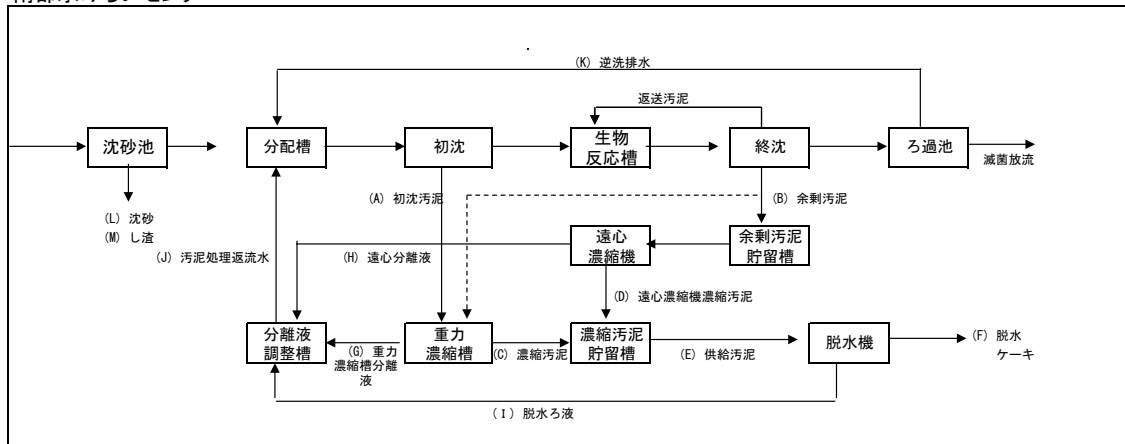 (K) 逆洗排水
返送汚泥
沈砂池
分配槽
初沈
生物
反応槽
終沈
ろ過池
滅菌放流
(A) 初沈汚泥
(B) 余剰汚泥
(L) 沈砂
(M) し渣
遠心
濃縮機
余剰汚泥
貯留槽
(J) 汚泥処理返流水
(H) 遠心分離液
(D) 遠心濃縮機濃縮汚泥
分離液
調整槽
重力
濃縮槽
濃縮汚泥
貯留槽
脱水機
(F) 脱水
ケーキ
(G) 重力
濃縮槽分離
液
(C) 濃縮汚泥
(E) 供給汚泥
(I) 脱水ろ液